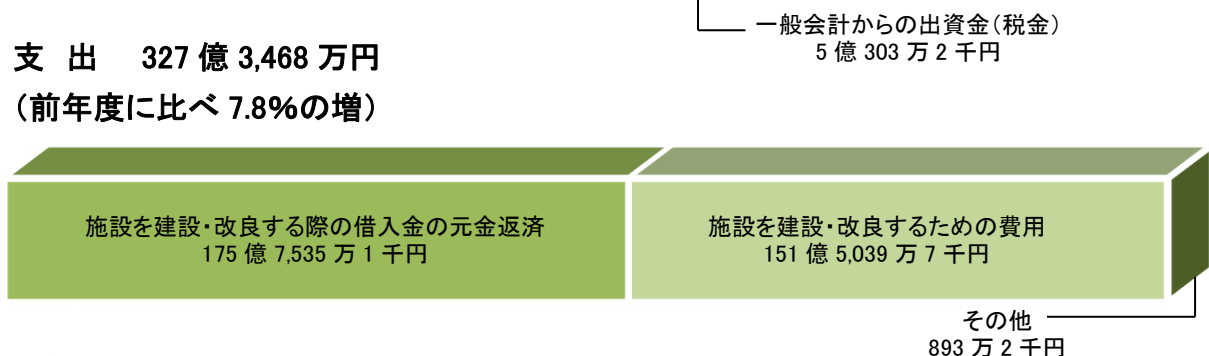 一般会計からの出資金(税金)
5 億 303 万 2 千円
支 出 327 億 3,468 万円
(前年度に比べ 7.8%の増)
施設を建設・改良する際の借入金の元金返済
175 億 7,535 万 1 千円
施設を建設・改良するための費用
151 億 5,039 万 7 千円
その他
893 万 2 千円